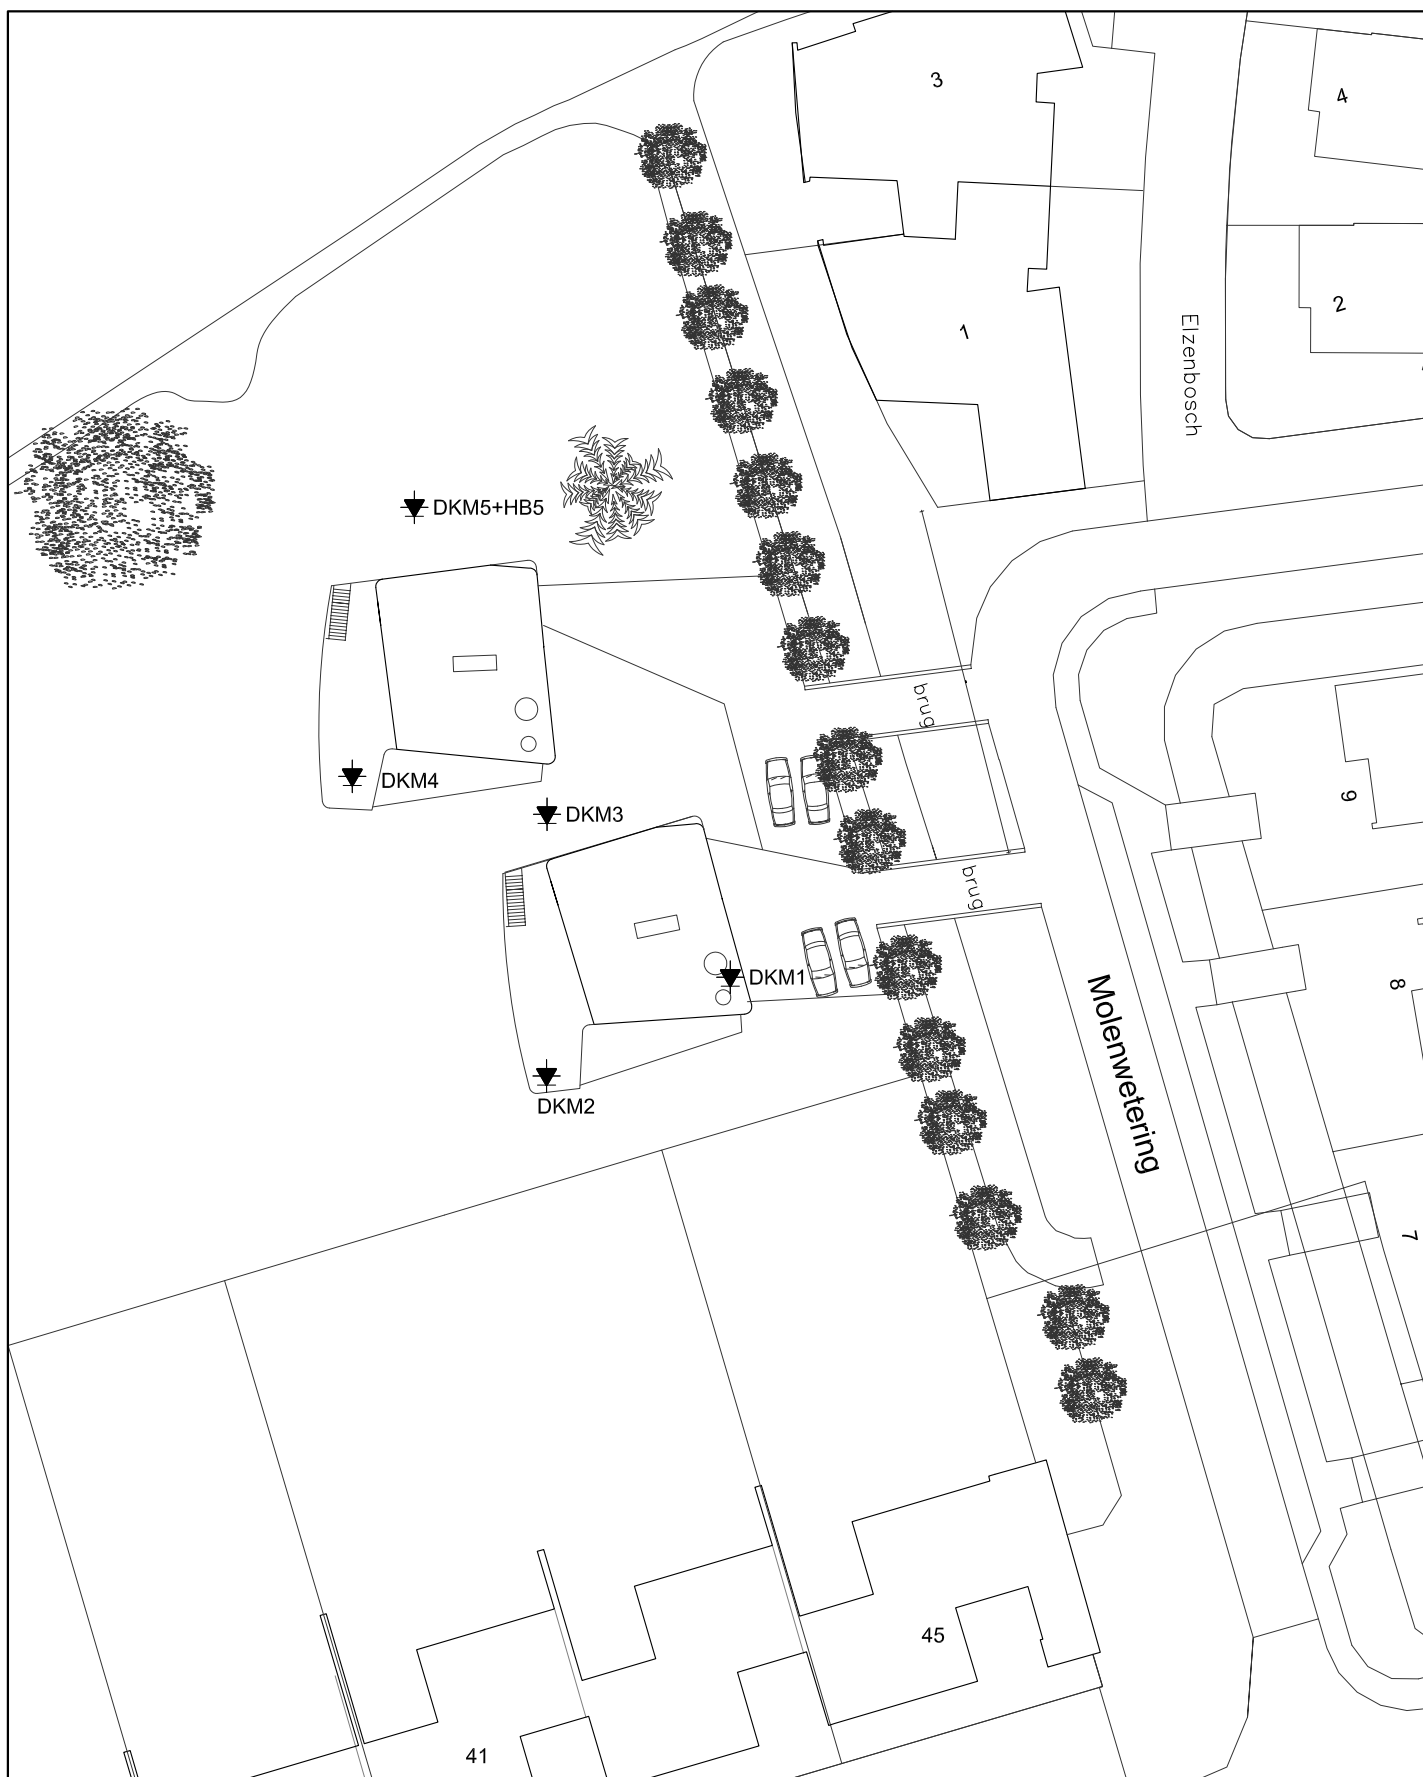 3
4
2
1
Elzenbosch
DKM5+HB5
brug
DKM4
DKM3
9
brug
DKM1
8
Molenwetering
DKM2
7
45
41